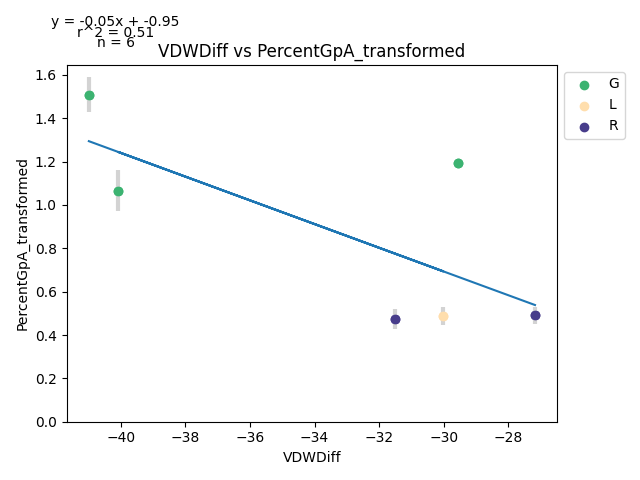 y = -0.05x + -0.95
r^2 = 0.51
n = 6
VDWDiff vs PercentGpA_transformed
G
L
R
PercentGpA_transformed
1.6
1.4
1.2
1.0
0.8
0.6
0.4
0.2
0.0
−40
−38
−36
−34
−32
−30
−28
VDWDiff